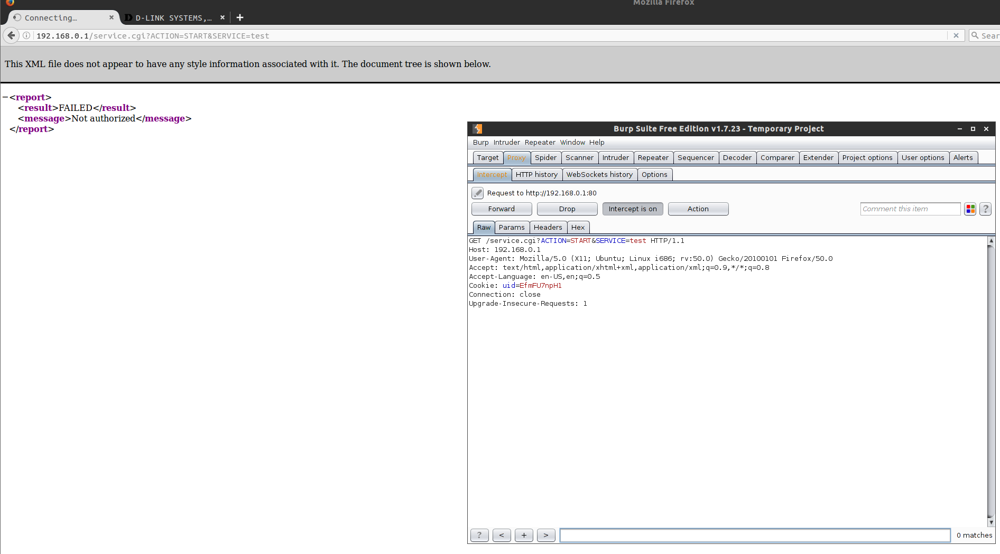 Mozilla Firefox
Connecting…
D-LINK SYSTEMS,…
192.168.0.1/service.cgi?ACTION=START&SERVICE=test
Sear
This XML file does not appear to have any style information associated with it. The document tree is shown below.
−<report>
<result>FAILED</result>
<message>Not authorized</message>
</report>
Burp Suite Free Edition v1.7.23 - Temporary Project
Burp Intruder Repeater Window Help
Target Proxy Spider Scanner Intruder Repeater Sequencer Decoder Comparer Extender Project options User options Alerts
Intercept HTTP history WebSockets history Options
Request to http://192.168.0.1:80
Forward Drop Intercept is on Action Comment this item ?
Raw Params Headers Hex
GET /service.cgi?ACTION=START&SERVICE=test HTTP/1.1
Host: 192.168.0.1
User-Agent: Mozilla/5.0 (X11; Ubuntu; Linux i686; rv:50.0) Gecko/20100101 Firefox/50.0
Accept: text/html,application/xhtml+xml,application/xml;q=0.9,*/*;q=0.8
Accept-Language: en-US,en;q=0.5
Cookie: uid=EfmFU7npH1
Connection: close
Upgrade-Insecure-Requests: 1
? < + > 0 matches